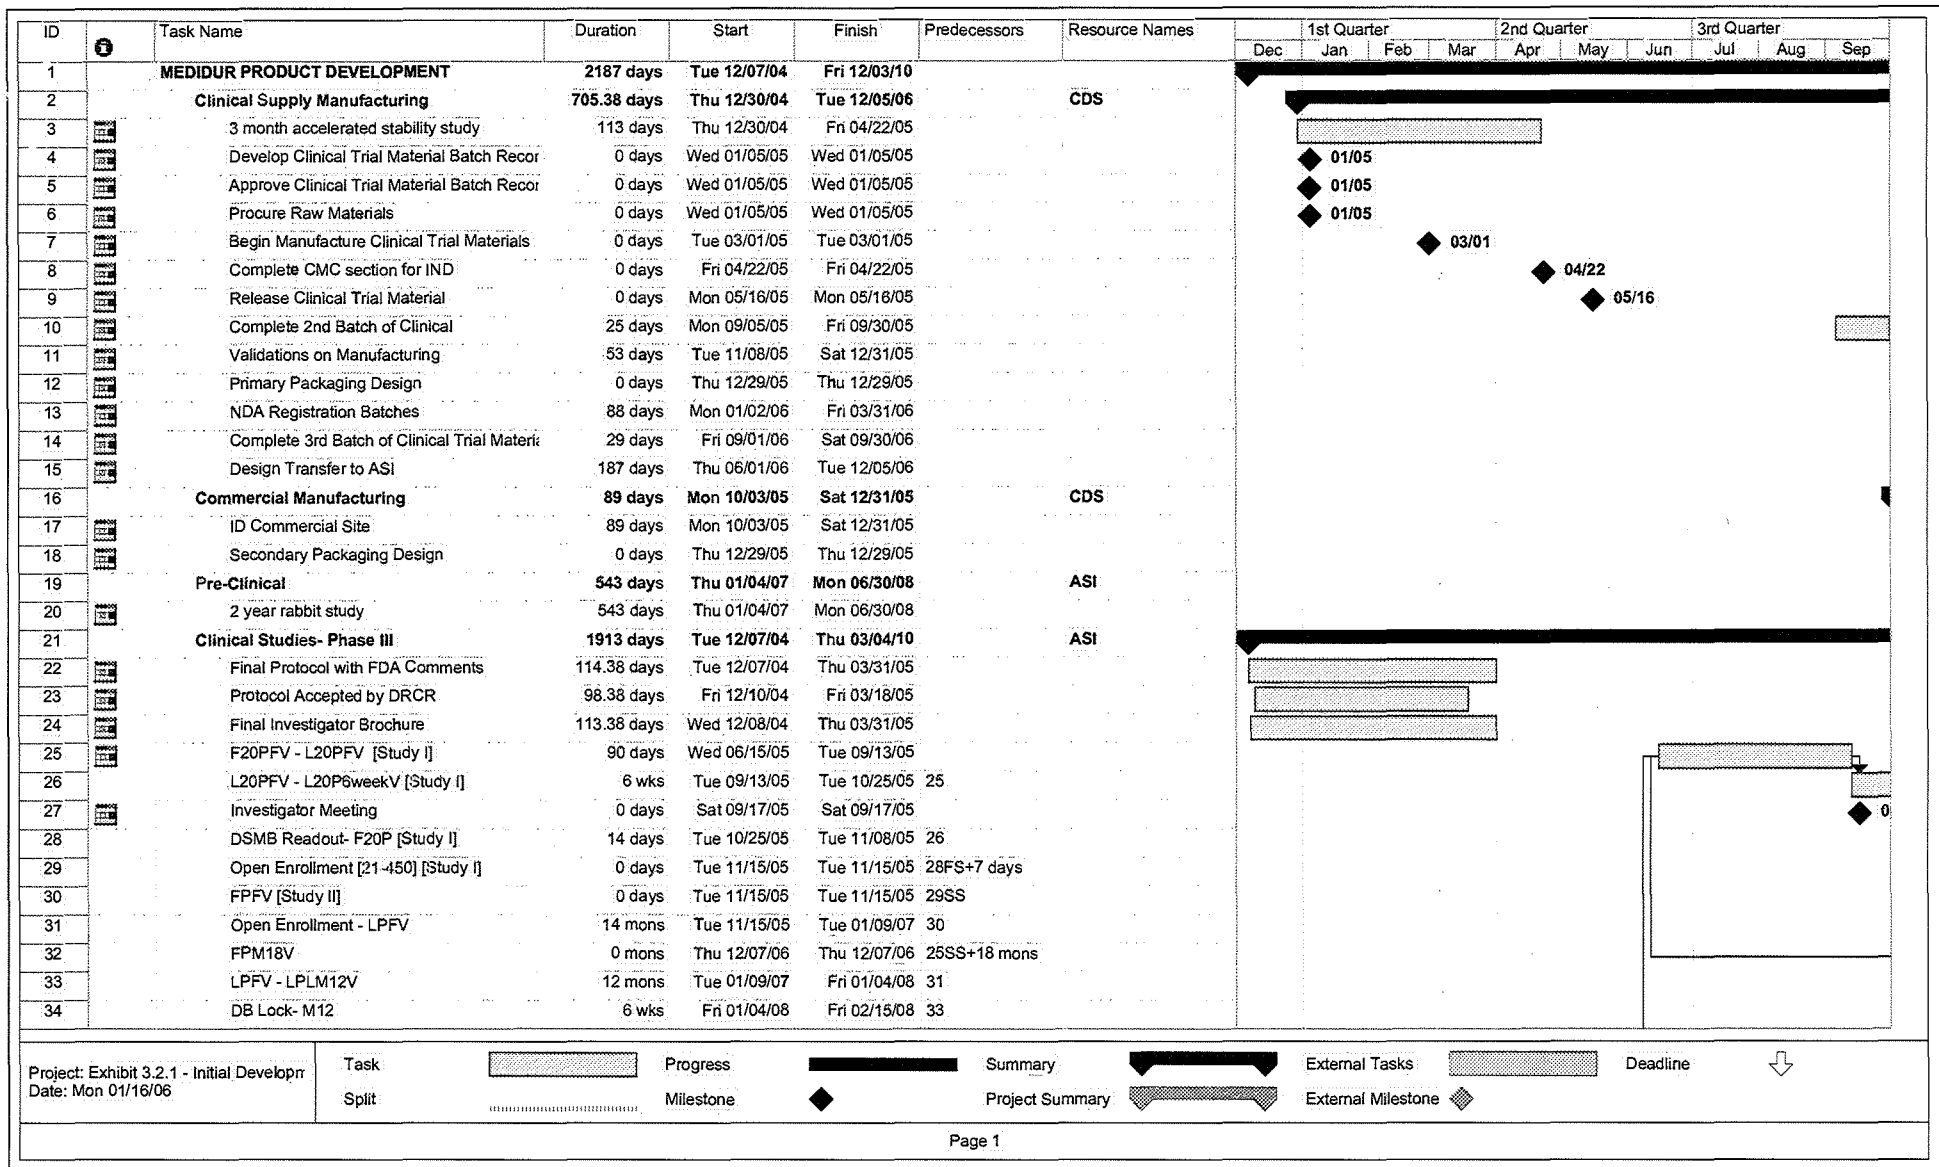 ID Task Name Duration Start Finish Predecessors Resource Names 1st Quarter 2nd Quarter 3rd Quarter
Dec Jan Feb Mar Apr May Jun Jul Aug Sep
1 MEDIDUR PRODUCT DEVELOPMENT 2187 days Tue 12/07/04 Fri 12/03/10
2 Clinical Supply Manufacturing 705.38 days Thu 12/30/04 Tue 12/05/06 CDS
3 3 month accelerated stability study 113 days Thu 12/30/04 Fri 04/22/05
4 Develop Clinical Trial Material Batch Recor 0 days Wed 01/05/05 Wed 01/05/05 01/05
5 Approve Clinical Trial Material Batch Recor 0 days Wed 01/05/05 Wed 01/05/05 01/05
6 Procure Raw Materials 0 days Wed 01/05/05 Wed 01/05/05 01/05
7 Begin Manufacture Clinical Trial Materials 0 days Tue 03/01/05 Tue 03/01/05 03/01
8 Complete CMC section for IND 0 days Fri 04/22/05 Fri 04/22/05 04/22
9 Release Clinical Trial Material 0 days Mon 05/16/05 Mon 05/16/05 05/16
10 Complete 2nd Batch of Clinical 25 days Mon 09/05/05 Fri 09/30/05
11 Validations on Manufacturing 53 days Tue 11/08/05 Sat 12/31/05
12 Primary Packaging Design 0 days Thu 12/29/05 Thu 12/29/05
13 NDA Registration Batches 88 days Mon 01/02/06 Fri 03/31/06
14 Complete 3rd Batch of Clinical Trial Materia 29 days Fri 09/01/06 Sat 09/30/06
15 Design Transfer to ASI 187 days Thu 06/01/06 Tue 12/05/06
16 Commercial Manufacturing 89 days Mon 10/03/05 Sat 12/31/05 CDS
17 ID Commercial Site 89 days Mon 10/03/05 Sat 12/31/05
18 Secondary Packaging Design 0 days Thu 12/29/05 Thu 12/29/05
19 Pre-Clinical 543 days Thu 01/04/07 Mon 06/30/08 ASI
20 2 year rabbit study 543 days Thu 01/04/07 Mon 06/30/08
21 Clinical Studies- Phase III 1913 days Tue 12/07/04 Thu 03/04/10 ASI
22 Final Protocol with FDA Comments 114.38 days Tue 12/07/04 Thu 03/31/05
23 Protocol Accepted by DRCR 98.38 days Fri 12/10/04 Fri 03/18/05
24 Final Investigator Brochure 113.38 days Wed 12/08/04 Thu 03/31/05
25 F20PFV - L20PFV [Study I] 90 days Wed 06/15/05 Tue 09/13/05
26 L20PFV - L20P6weekV [Study I] 6 wks Tue 09/13/05 Tue 10/25/05 25
27 Investigator Meeting 0 days Sat 09/17/05 Sat 09/17/05 0
28 DSMB Readout- F20P [Study I] 14 days Tue 10/25/05 Tue 11/08/05 26
29 Open Enrollment [21-450] [Study I] 0 days Tue 11/15/05 Tue 11/15/05 28FS+7 days
30 FPFV [Study II] 0 days Tue 11/15/05 Tue 11/15/05 29SS
31 Open Enrollment - LPFV 14 mons Tue 11/15/05 Tue 01/09/07 30
32 FPM18V 0 mons Thu 12/07/06 Thu 12/07/06 25SS+18 mons
33 LPFV - LPLM12V 12 mons Tue 01/09/07 Fri 01/04/08 31
34 DB Lock- M12 6 wks Fri 01/04/08 Fri 02/15/08 33
Project: Exhibit 3.2.1 - Initial Developm
Date: Mon 01/16/06
Task Progress Summary External Tasks Deadline
Split Milestone Project Summary External Milestone
Page 1